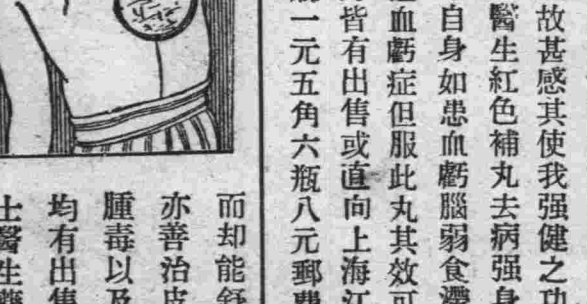 故甚感其使我强健之功
醫生紅色補丸去病强身
自身如患血虧腦弱食
血虧症但服此丸其效可
皆有出售或直向上海江
一元五角六瓶八元郵費
而却能
亦善治皮
腫毒以及
均有出售
士醫生